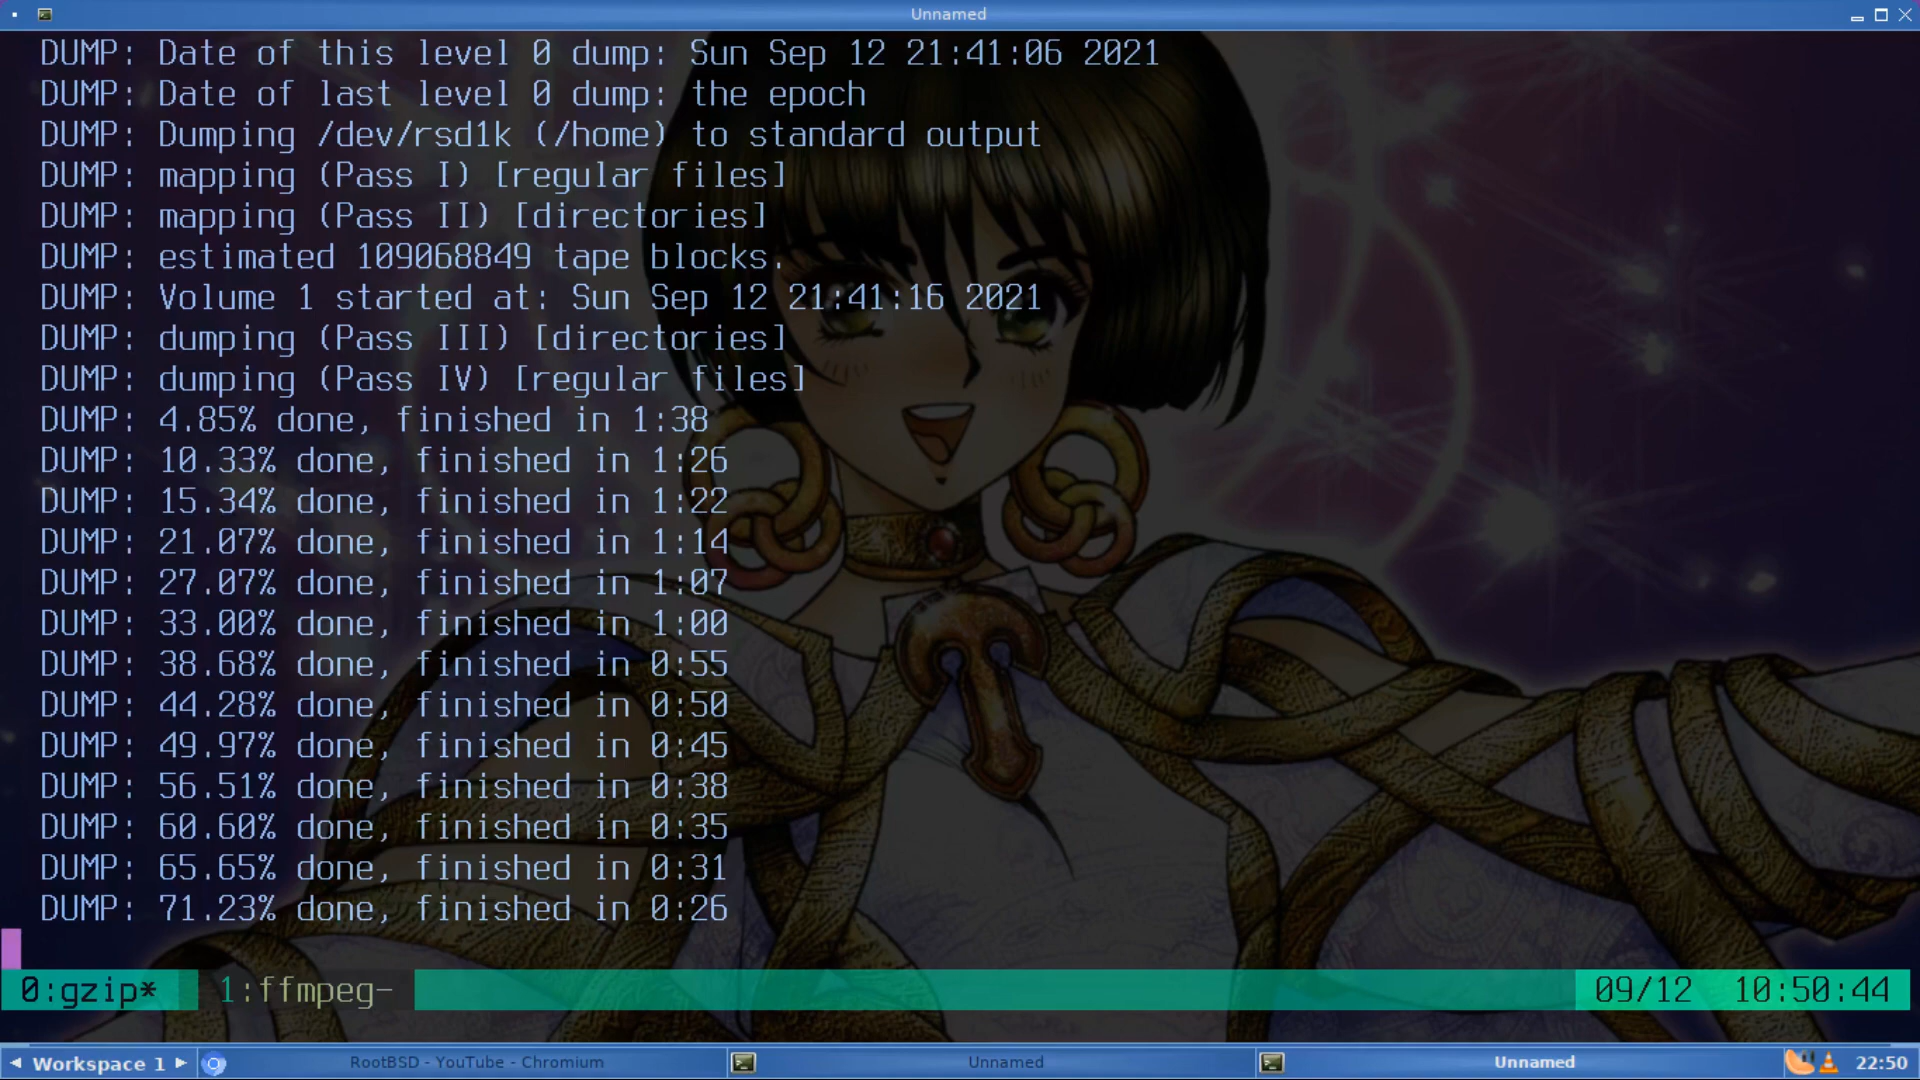 Unnamed
DUMP: Date of this level 0 dump: Sun Sep 12 21:41:06 2021
DUMP: Date of last level 0 dump: the epoch
DUMP: Dumping /dev/rsd1k (/home) to standard output
DUMP: mapping (Pass I) [regular files]
DUMP: mapping (Pass II) [directories]
DUMP: estimated 109068849 tape blocks.
DUMP: Volume 1 started at: Sun Sep 12 21:41:16 2021
DUMP: dumping (Pass III) [directories]
DUMP: dumping (Pass IV) [regular files]
DUMP: 4.85% done, finished in 1:38
DUMP: 10.33% done, finished in 1:26
DUMP: 15.34% done, finished in 1:22
DUMP: 21.07% done, finished in 1:14
DUMP: 27.07% done, finished in 1:07
DUMP: 33.00% done, finished in 1:00
DUMP: 38.68% done, finished in 0:55
DUMP: 44.28% done, finished in 0:50
DUMP: 49.97% done, finished in 0:45
DUMP: 56.51% done, finished in 0:38
DUMP: 60.60% done, finished in 0:35
DUMP: 65.65% done, finished in 0:31
DUMP: 71.23% done, finished in 0:26
0:gzip* 1:ffmpeg- 09/12 10:50:44
Workspace 1 RootBSD - YouTube - Chromium Unnamed Unnamed 22:50